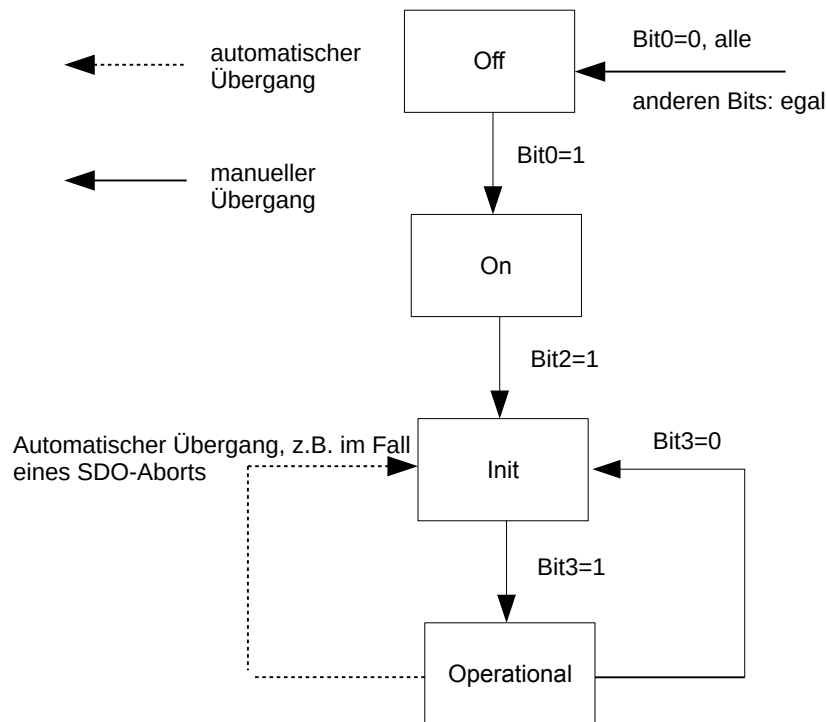 automatischer
Übergang
Off
Bit0=0, alle
anderen Bits: egal
Bit0=1
manueller
Übergang
On
Bit2=1
Automatischer Übergang, z.B. im Fall
eines SDO-Aborts
Init
Bit3=0
Bit3=1
Operational